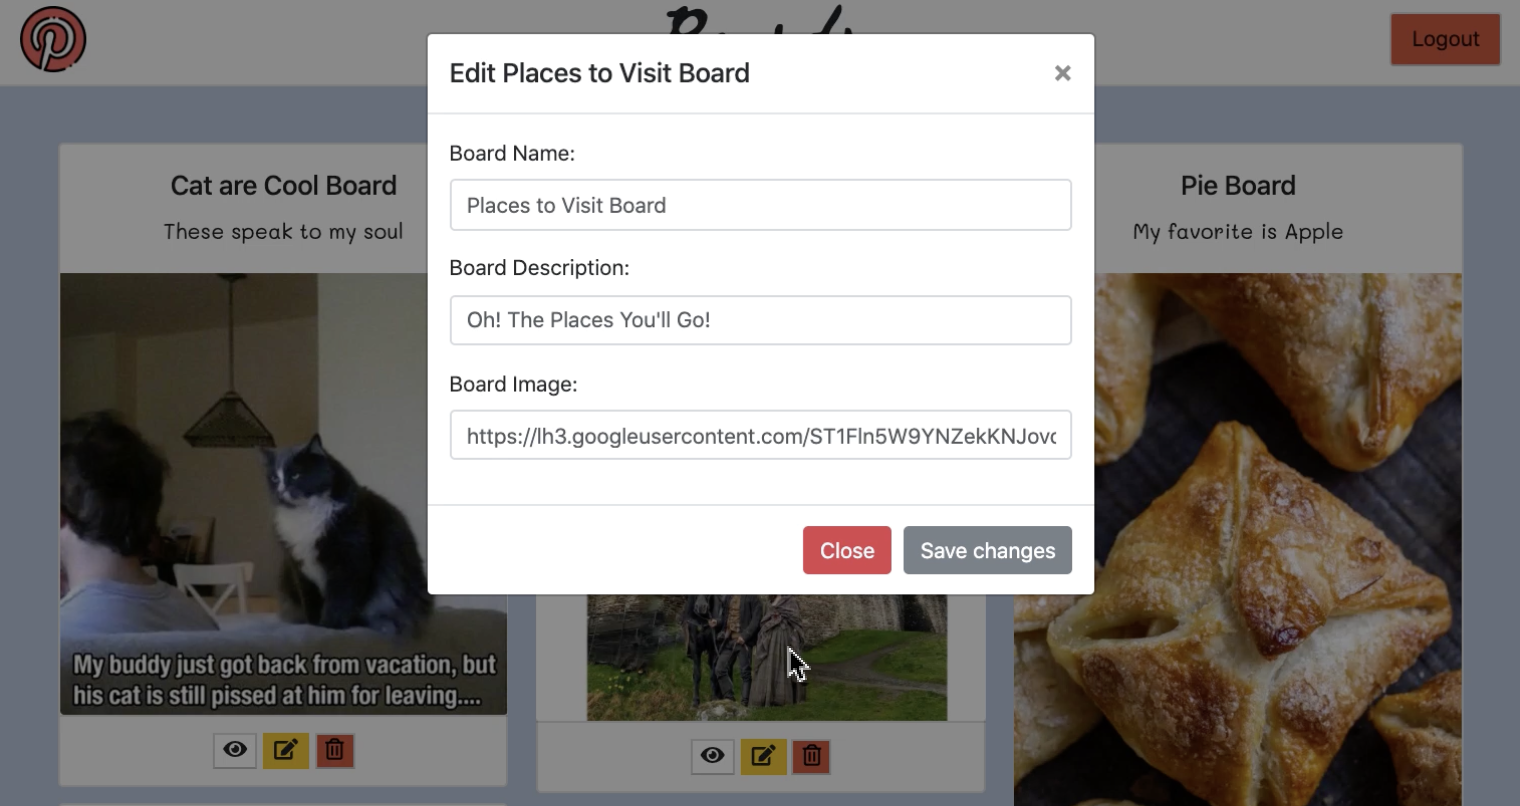 Logout
Edit Places to Visit Board
×
Board Name:
Places to Visit Board
Board Description:
Oh! The Places You'll Go!
Board Image:
https://lh3.googleusercontent.com/ST1Fln5W9YNZekKNJovc
Close
Save changes
Cat are Cool Board
These speak to my soul
My buddy just got back from vacation, but
his cat is still pissed at him for leaving....
Pie Board
My favorite is Apple